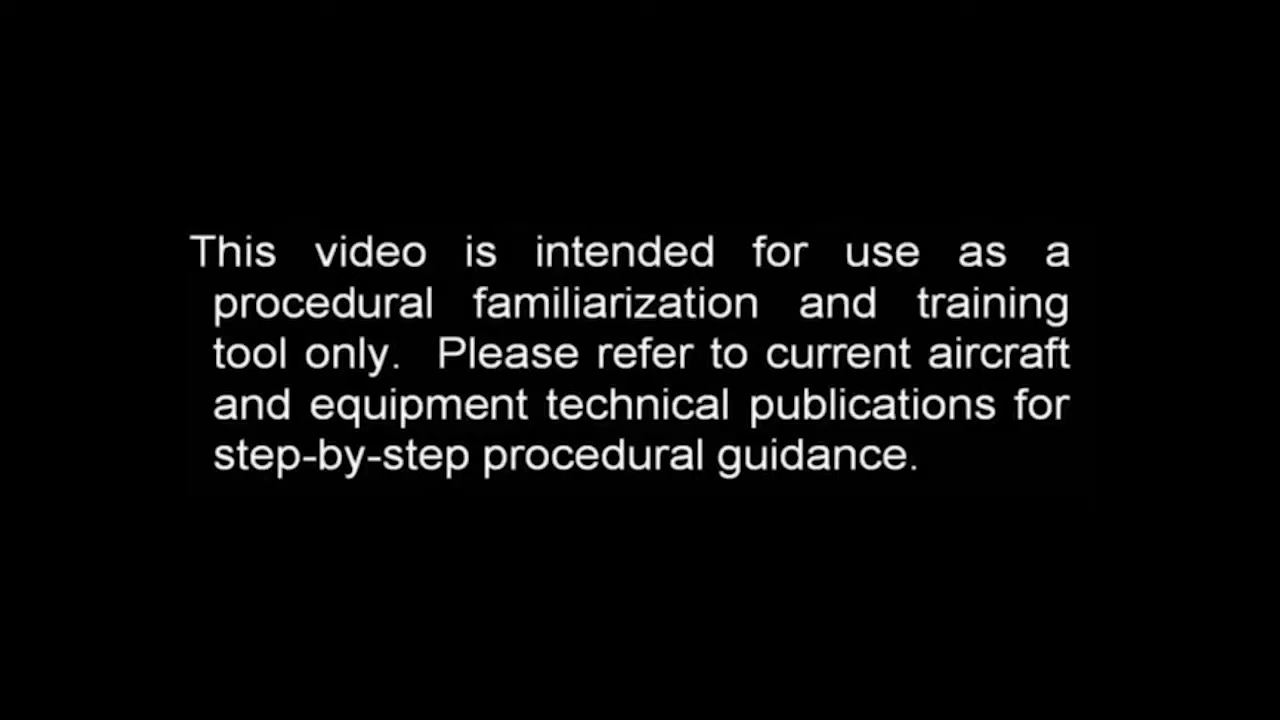 This video is intended for use as a
procedural familiarization and training
tool only. Please refer to current aircraft
and equipment technical publications for
step-by-step procedural guidance.